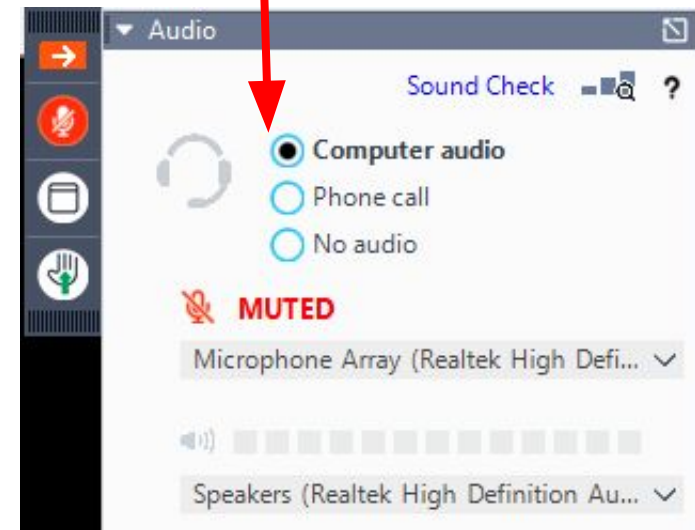 Audio
Sound Check ?
Computer audio
Phone call
No audio
MUTED
Microphone Array (Realtek High Defi...
Speakers (Realtek High Definition Au...